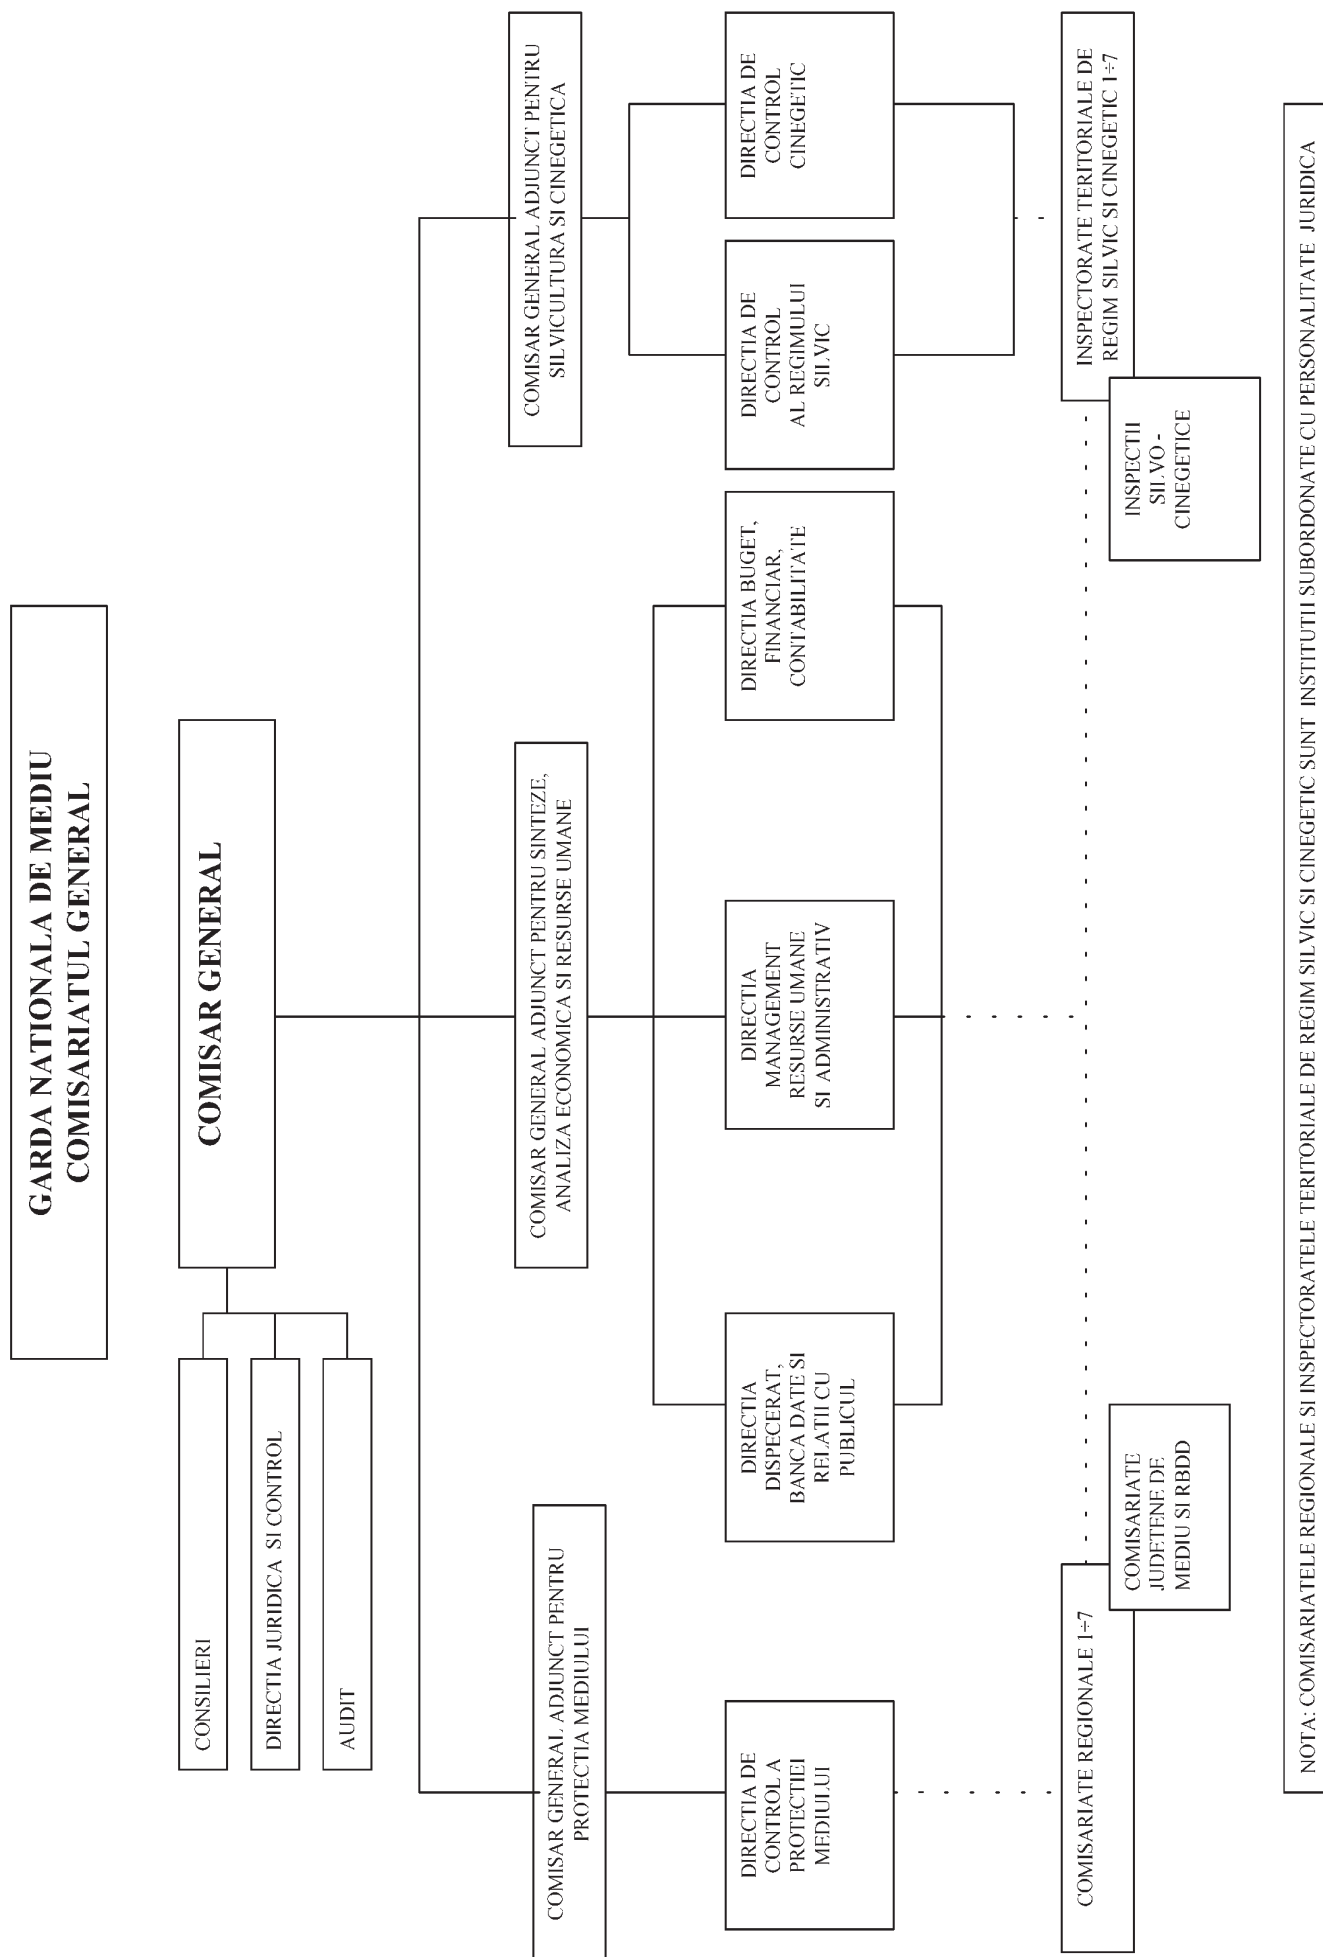 GARDA NATIONALA DE MEDIU
COMISARIATUL GENERAL
COMISAR GENERAL
CONSILIERI
DIRECTIA JURIDICA SI CONTROL
AUDIT
COMISAR GENERAL ADJUNCT PENTRU
PROTECTIA MEDIULUI
COMISAR GENERAL ADJUNCT PENTRU SINTEZE,
ANALIZA ECONOMICA SI RESURSE UMANE
COMISAR GENERAL ADJUNCT PENTRU
SILVICULTURA SI CINEGETICA
DIRECTIA DE
CONTROL A
PROTECTIEI
MEDIULUI
DIRECTIA
DISPECERAT,
BANCA DATE SI
RELATII CU
PUBLICUL
DIRECTIA
MANAGEMENT
RESURSE UMANE
SI ADMINISTRATIV
DIRECTIA BUGET,
FINANCIAR,
CONTABILITATE
DIRECTIA DE
CONTROL
AL REGIMULUI
SILVIC
DIRECTIA DE
CONTROL
CINEGETIC
COMISARIATE REGIONALE 1÷7
COMISARIATE
JUDETENE DE
MEDIU SI RBDD
INSPECTORATE TERITORIALE DE
REGIM SILVIC SI CINEGETIC 1÷7
INSPECTII
SILVO -
CINEGETICE
NOTA: COMISARIATELE REGIONALE SI INSPECTORATELE TERITORIALE DE REGIM SILVIC SI CINEGETIC SUNT INSTITUTII SUBORDONATE CU PERSONALITATE JURIDICA